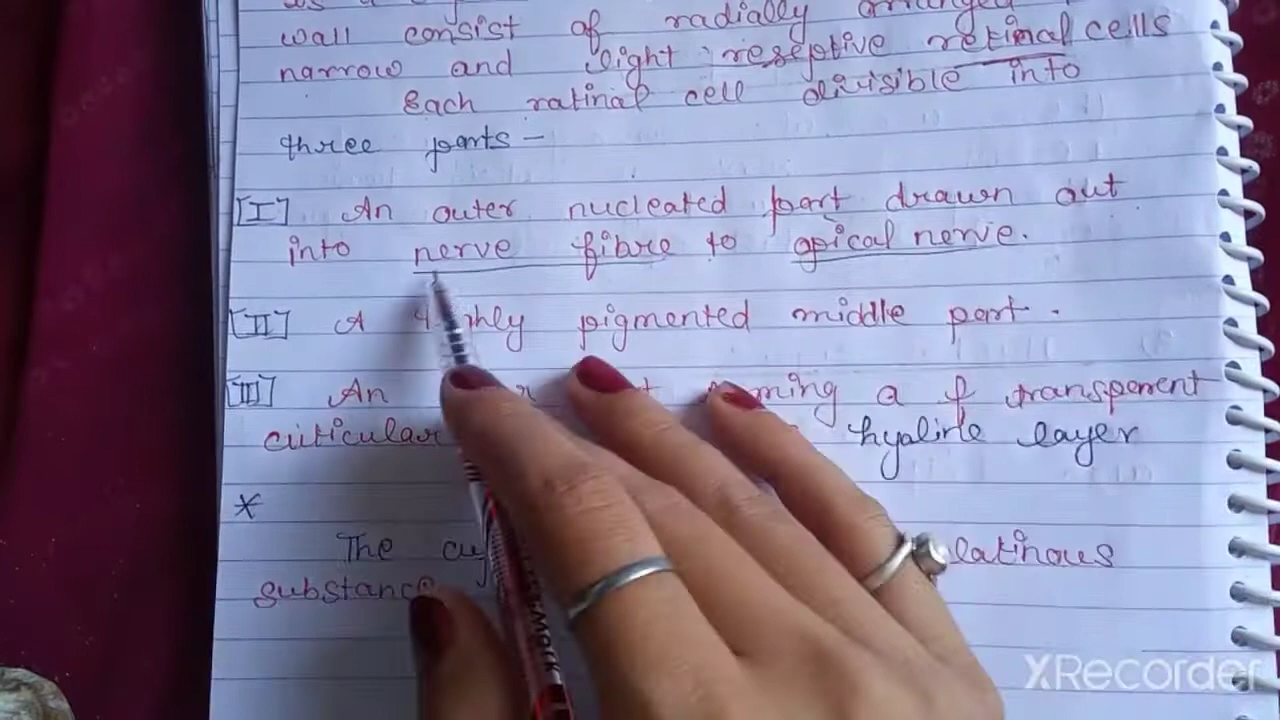 wall consist of radially arranged
narrow and light reseptive retinal cells
Each ratinal cell divisible into
three parts -
[I] An outer nucleated part drawn out
into nerve fibre to opical nerve.
[II] A highly pigmented middle part.
[III] An a f transperent
cuticular hyaline layer
*
The latinous
substance
XRecorder